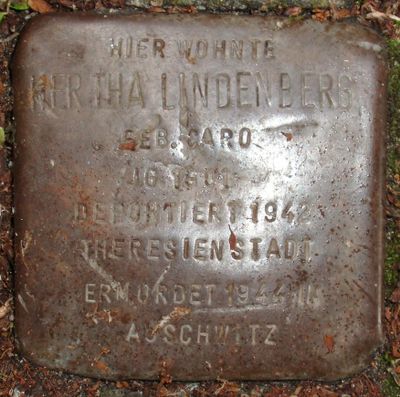 HIER WOHNTE
HERTHA LINDENBERG
GEB. CARO
JG.
DEPORTIERT 1942
THERESIENSTADT
ERMORDET 1944 IN
AUSCHWITZ